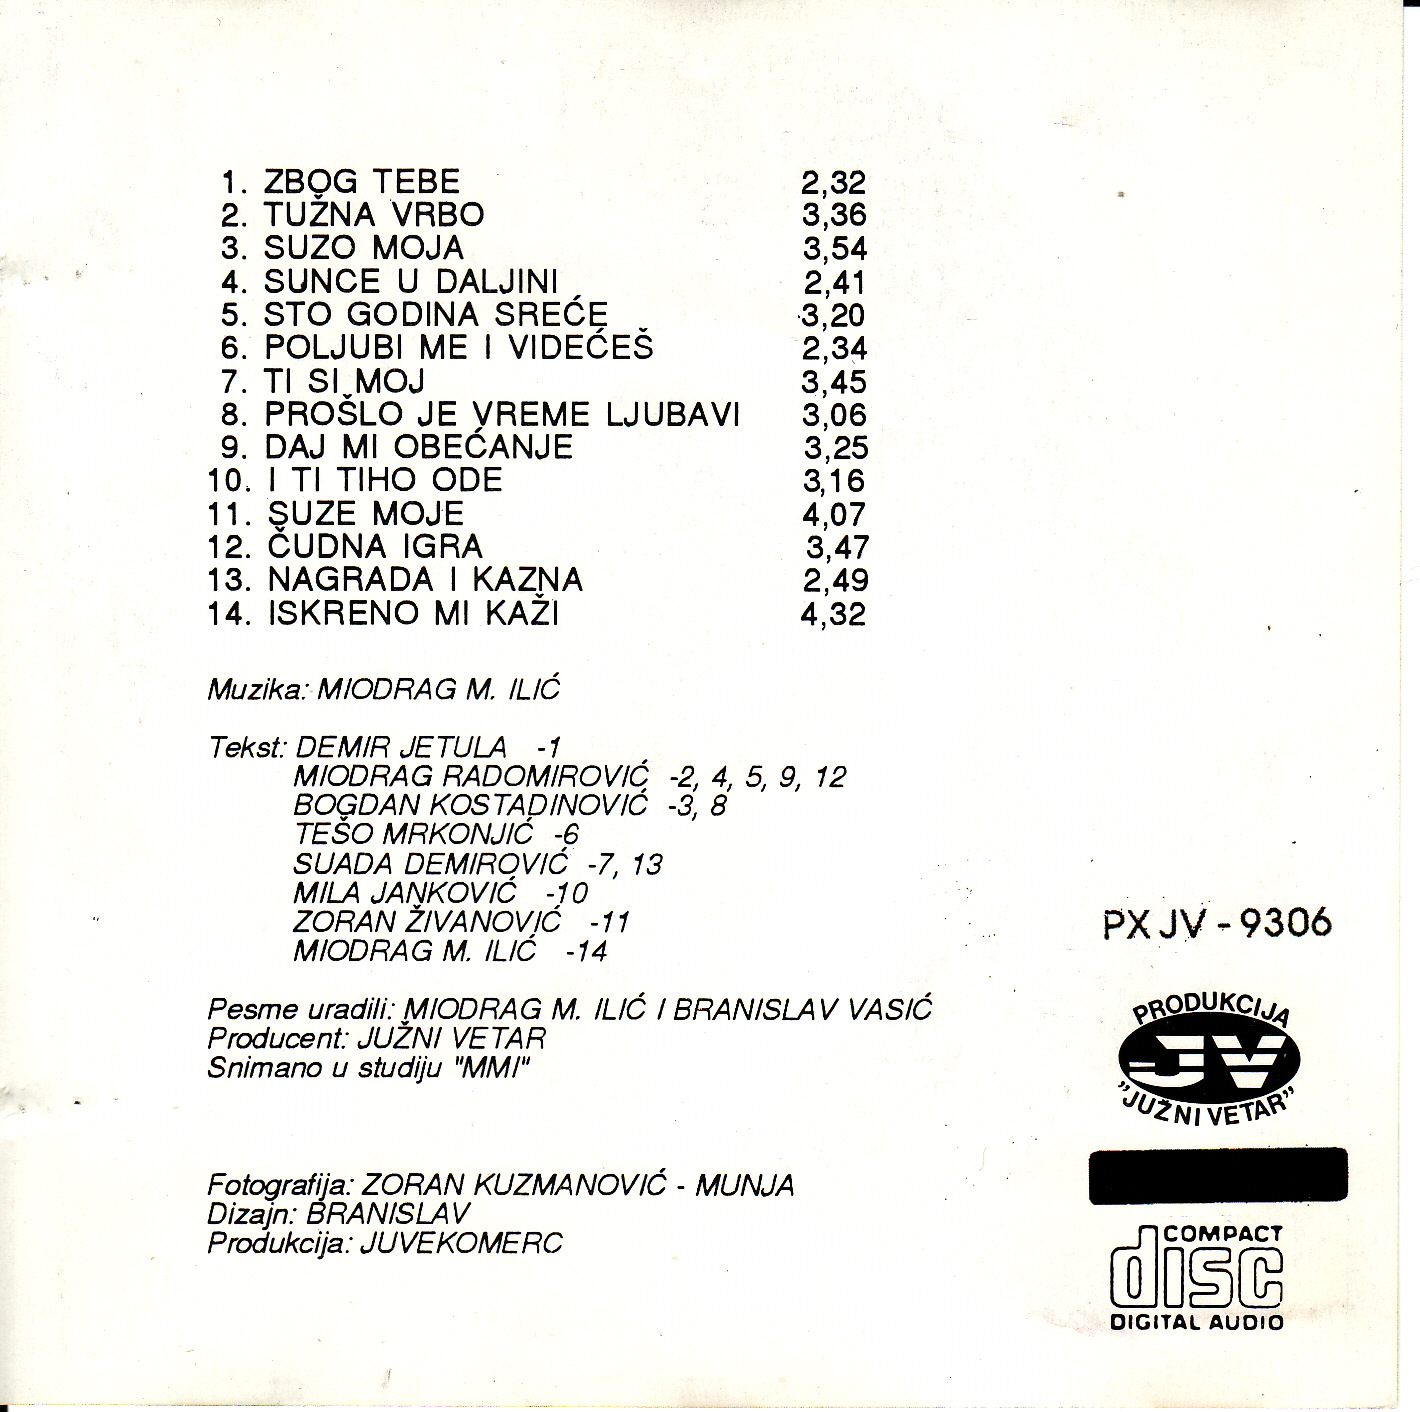 1. ZBOG TEBE 2,32
2. TUŽNA VRBO 3,36
3. SUZO MOJA 3,54
4. SUNCE U DALJINI 2,41
5. STO GODINA SREĆE 3,20
6. POLJUBI ME I VIDEĆEŠ 2,34
7. TI SI MOJ 3,45
8. PROŠLO JE VREME LJUBAVI 3,06
9. DAJ MI OBEĆANJE 3,25
10. I TI TIHO ODE 3,16
11. SUZE MOJE 4,07
12. ČUDNA IGRA 3,47
13. NAGRADA I KAZNA 2,49
14. ISKRENO MI KAŽI 4,32
Muzika: MIODRAG M. ILIĆ
Tekst: DEMIR JETULA -1
MIODRAG RADOMIROVIĆ -2, 4, 5, 9, 12
BOGDAN KOSTADINOVIĆ -3, 8
TEŠO MRKONJIĆ -6
SUADA DEMIROVIĆ -7, 13
MILA JANKOVIĆ -10
ZORAN ŽIVANOVIĆ -11
MIODRAG M. ILIĆ -14
Pesme uradili: MIODRAG M. ILIĆ I BRANISLAV VASIĆ
Producent: JUŽNI VETAR
Snimano u studiju "MMI"
Fotografija: ZORAN KUZMANOVIĆ - MUNJA
Dizajn: BRANISLAV
Produkcija: JUVEKOMERC
PX JV - 9306
PRODUKCIJA
JV
"JUŽNI VETAR"
COMPACT
disc
DIGITAL AUDIO